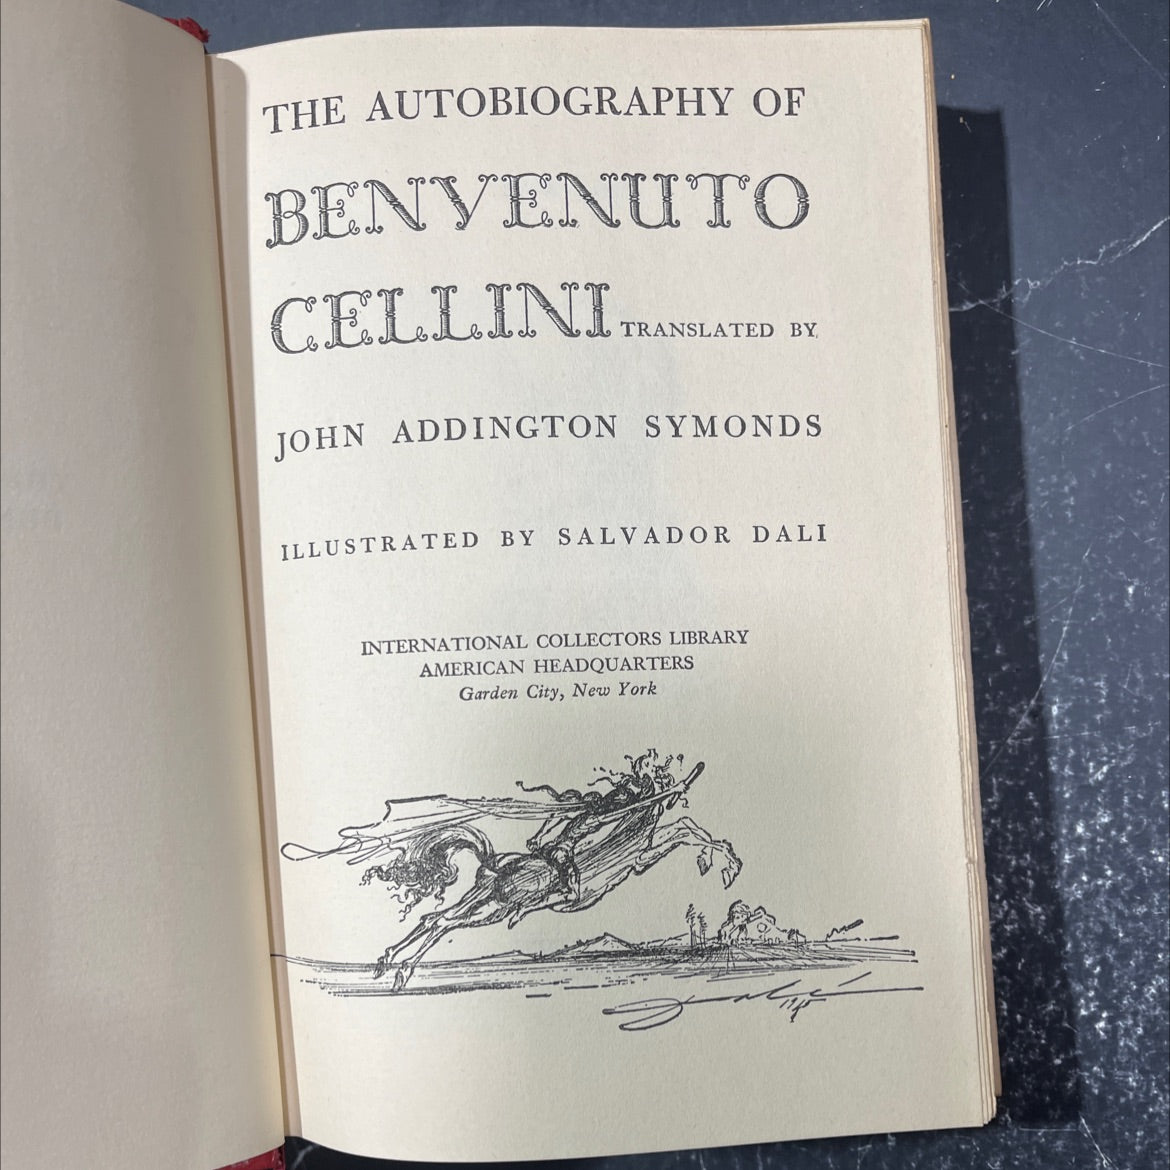 THE AUTOBIOGRAPHY OF
BENVENUTO
CELLINI TRANSLATED BY
JOHN ADDINGTON SYMONDS
ILLUSTRATED BY SALVADOR DALI
INTERNATIONAL COLLECTORS LIBRARY
AMERICAN HEADQUARTERS
Garden City, New York